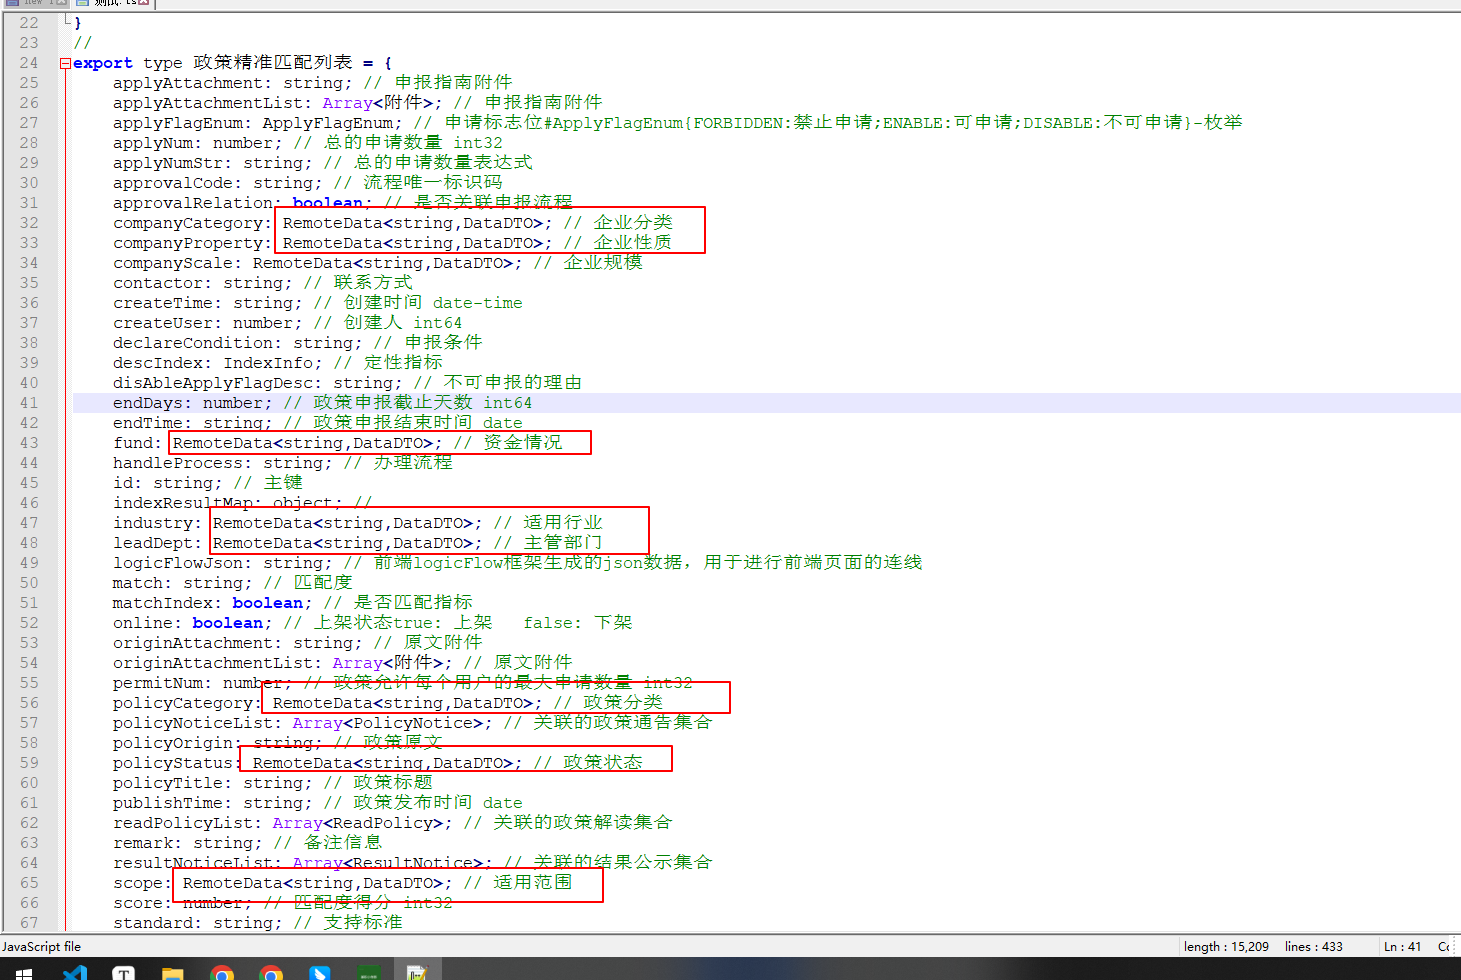 new 1
测试.ts
22 }
23 //
24 export type 政策精准匹配列表 = {
25 applyAttachment: string; // 申报指南附件
26 applyAttachmentList: Array<附件>; // 申报指南附件
27 applyFlagEnum: ApplyFlagEnum; // 申请标志位#ApplyFlagEnum{FORBIDDEN:禁止申请;ENABLE:可申请;DISABLE:不可申请}-枚举
28 applyNum: number; // 总的申请数量 int32
29 applyNumStr: string; // 总的申请数量表达式
30 approvalCode: string; // 流程唯一标识码
31 approvalRelation: boolean; // 是否关联申报流程
32 companyCategory: RemoteData<string,DataDTO>; // 企业分类
33 companyProperty: RemoteData<string,DataDTO>; // 企业性质
34 companyScale: RemoteData<string,DataDTO>; // 企业规模
35 contactor: string; // 联系方式
36 createTime: string; // 创建时间 date-time
37 createUser: number; // 创建人 int64
38 declareCondition: string; // 申报条件
39 descIndex: IndexInfo; // 定性指标
40 disAbleApplyFlagDesc: string; // 不可申报的理由
41 endDays: number; // 政策申报截止天数 int64
42 endTime: string; // 政策申报结束时间 date
43 fund: RemoteData<string,DataDTO>; // 资金情况
44 handleProcess: string; // 办理流程
45 id: string; // 主键
46 indexResultMap: object; //
47 industry: RemoteData<string,DataDTO>; // 适用行业
48 leadDept: RemoteData<string,DataDTO>; // 主管部门
49 logicFlowJson: string; // 前端logicFlow框架生成的json数据，用于进行前端页面的连线
50 match: string; // 匹配度
51 matchIndex: boolean; // 是否匹配指标
52 online: boolean; // 上架状态true: 上架 false: 下架
53 originAttachment: string; // 原文附件
54 originAttachmentList: Array<附件>; // 原文附件
55 permitNum: number; // 政策允许每个用户的最大申请数量 int32
56 policyCategory: RemoteData<string,DataDTO>; // 政策分类
57 policyNoticeList: Array<PolicyNotice>; // 关联的政策通告集合
58 policyOrigin: string; // 政策原文
59 policyStatus: RemoteData<string,DataDTO>; // 政策状态
60 policyTitle: string; // 政策标题
61 publishTime: string; // 政策发布时间 date
62 readPolicyList: Array<ReadPolicy>; // 关联的政策解读集合
63 remark: string; // 备注信息
64 resultNoticeList: Array<ResultNotice>; // 关联的结果公示集合
65 scope: RemoteData<string,DataDTO>; // 适用范围
66 score: number; // 匹配度得分 int32
67 standard: string; // 支持标准
JavaScript file
length : 15,209 lines : 433
Ln : 41
T